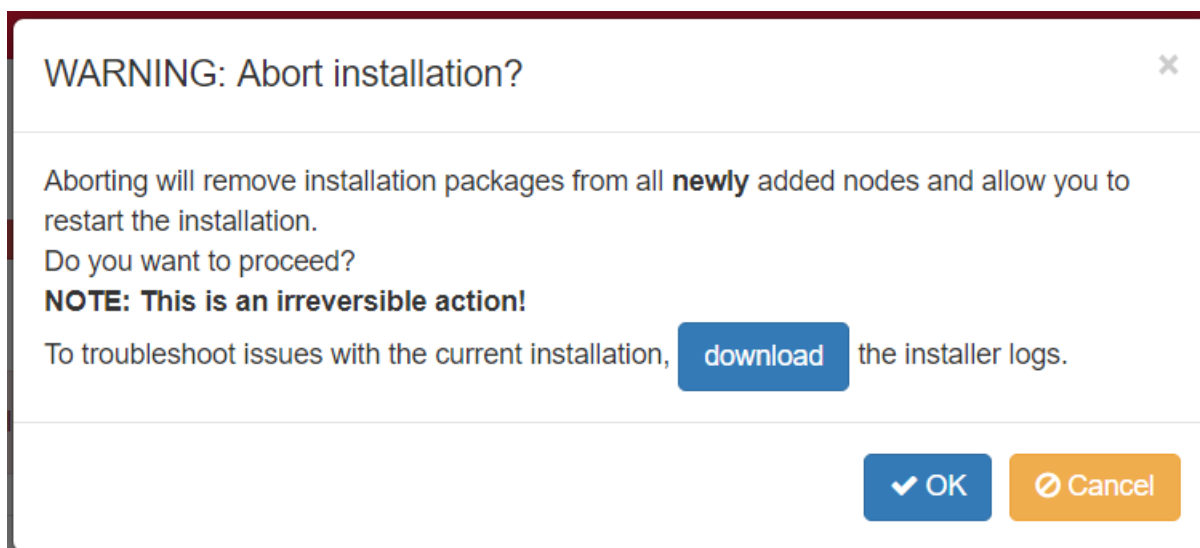 WARNING: Abort installation?
×
Aborting will remove installation packages from all newly added nodes and allow you to
restart the installation.
Do you want to proceed?
NOTE: This is an irreversible action!
To troubleshoot issues with the current installation, download the installer logs.
OK Cancel